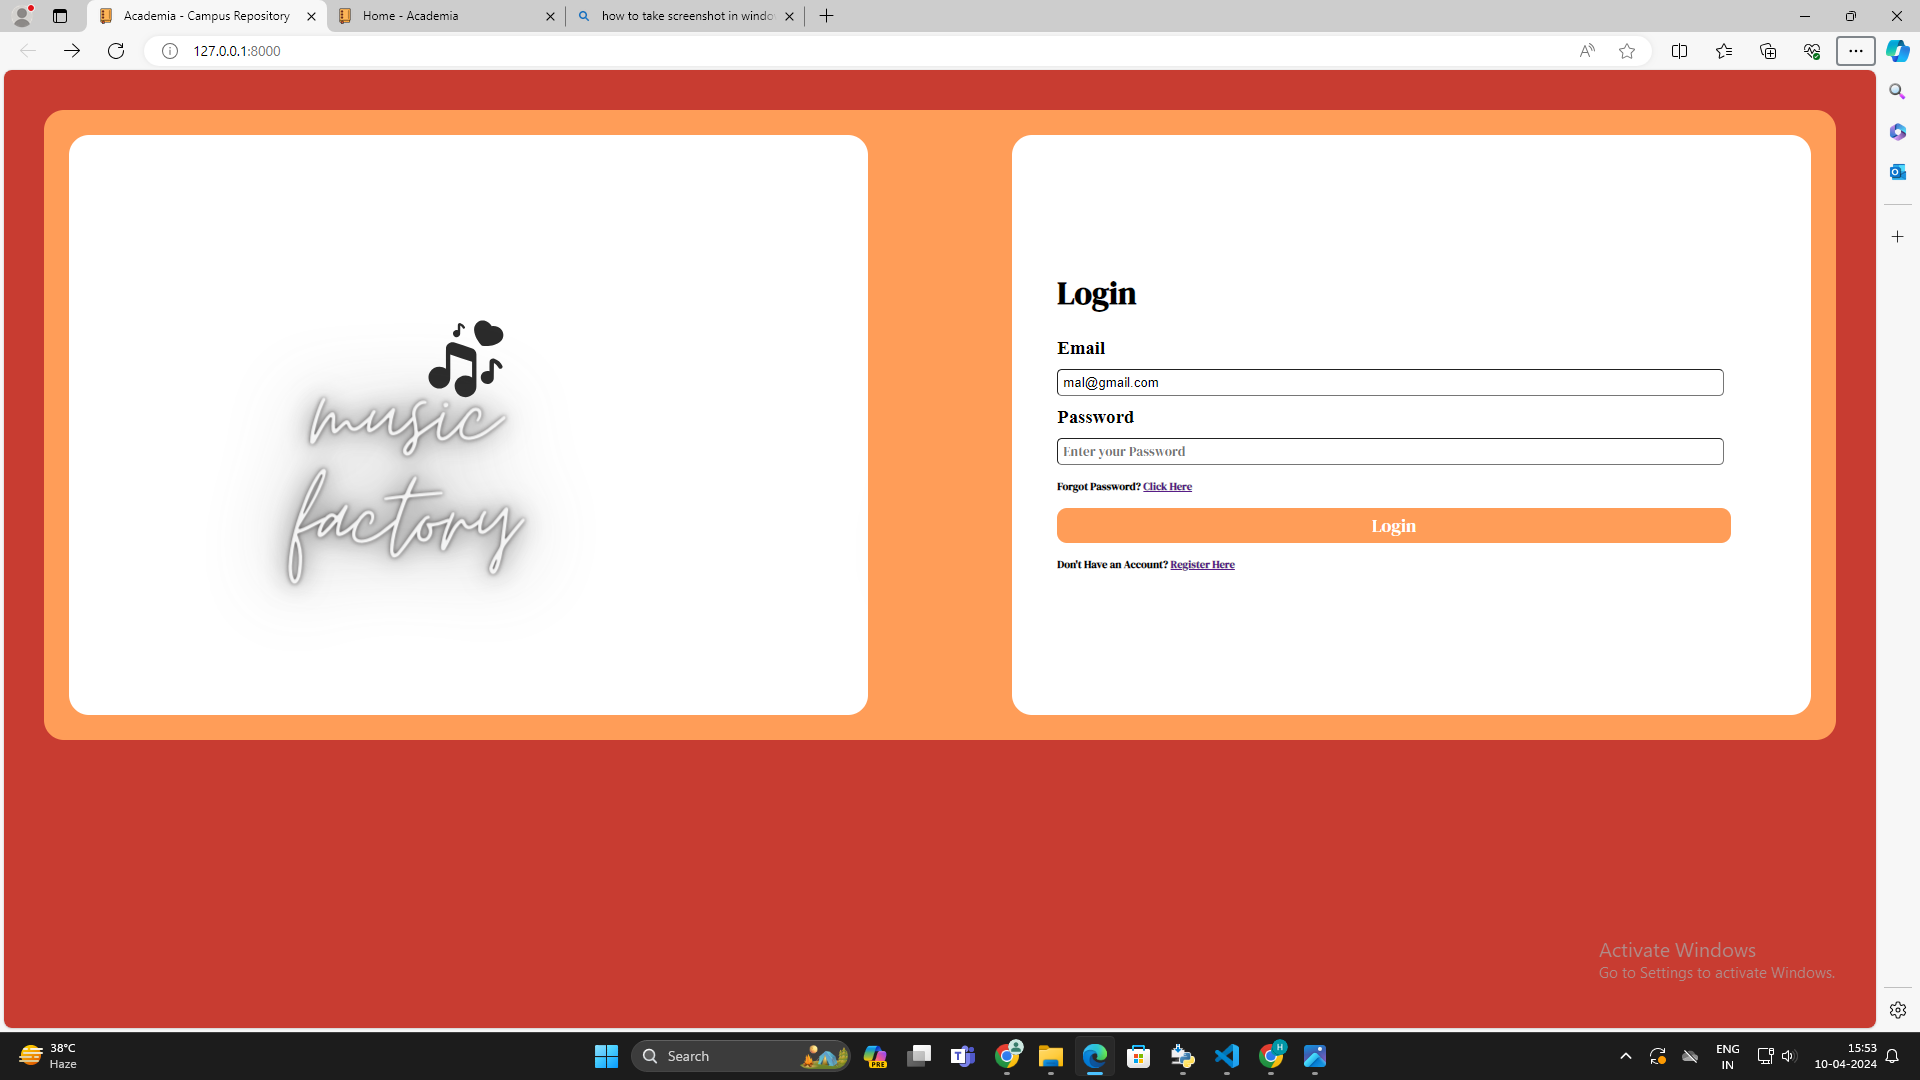 Academia - Campus Repository
Home - Academia
how to take screenshot in windo
127.0.0.1:8000
music
factory
Login
Email
mal@gmail.com
Password
Enter your Password
Forgot Password? Click Here
Login
Don't Have an Account? Register Here
Activate Windows
Go to Settings to activate Windows.
38°C
Haze
Search
PRE
H
ENG
IN
15:53
10-04-2024